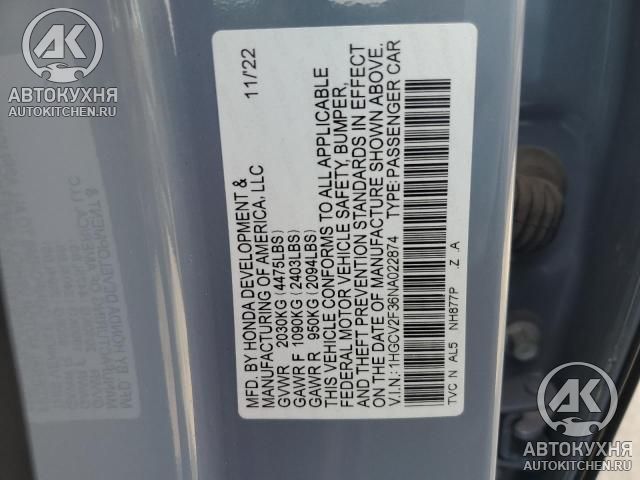 MFD. BY HONDA DEVELOPMENT & 11/22
MANUFACTURING OF AMERICA, LLC
GVWR 2030KG (4475LBS)
GAWR F 1090KG (2403LBS)
GAWR R 950KG (2094LBS)
THIS VEHICLE CONFORMS TO ALL APPLICABLE
FEDERAL MOTOR VEHICLE SAFETY, BUMPER,
AND THEFT PREVENTION STANDARDS IN EFFECT
ON THE DATE OF MANUFACTURE SHOWN ABOVE.
V.I.N.: 1HGCV2F36NA022874 TYPE: PASSENGER CAR
TVC N AL5 NH877P .Z .A
АК
АВТОКУХНЯ
AUTOKITCHEN.RU
АК
АВТОКУХНЯ
AUTOKITCHEN.RU